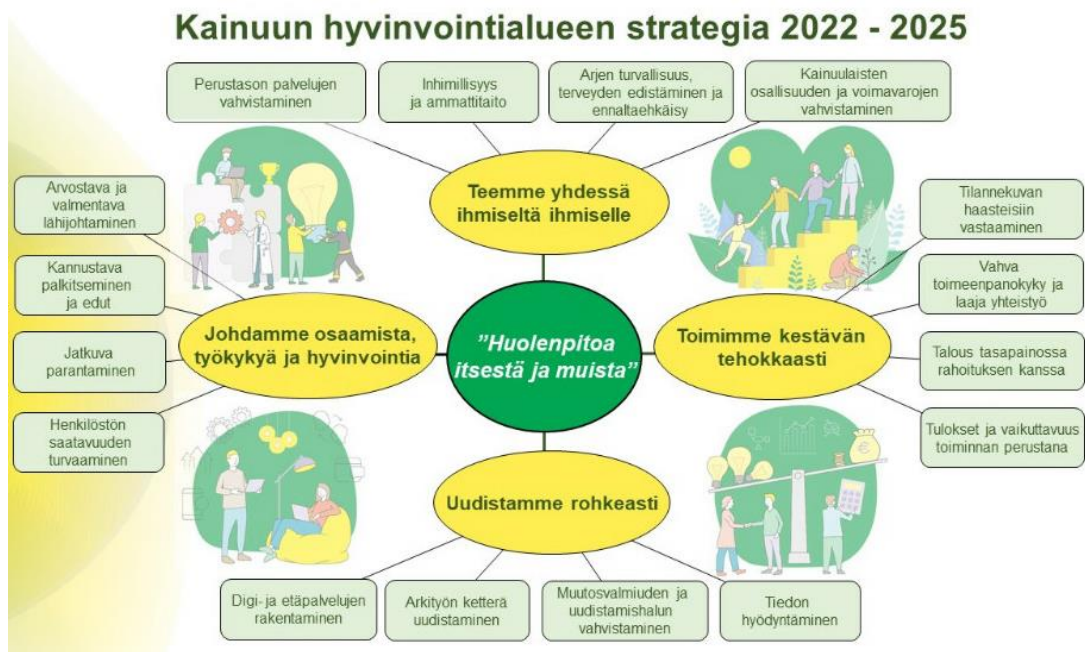 Kainuun hyvinvointialueen strategia 2022 - 2025
Perustason palvelujen
vahvistaminen
Inhimillisyys
ja ammattitaito
Arjen turvallisuus,
terveyden edistäminen ja
ennaltaehkäisy
Kainuulaisten
osallisuuden ja voimavarojen
vahvistaminen
Teemme yhdessä
ihmiseltä ihmiselle
Arvostava ja
valmentava
lähijohtaminen
Kannustava
palkitseminen
ja edut
Jatkuva
parantaminen
Henkilöstön
saatavuuden
turvaaminen
Johdamme osaamista,
työkykyä ja hyvinvointia
"Huolenpitoa
itsestä ja muista"
Toimimme kestävän
tehokkaasti
Tilannekuvan
haasteisiin
vastaaminen
Vahva
toimeenpanokyky ja
laaja yhteistyö
Talous tasapainossa
rahoituksen kanssa
Tulokset ja vaikuttavuus
toiminnan perustana
Uudistamme rohkeasti
Digi- ja etäpalvelujen
rakentaminen
Arkityön ketterä
uudistaminen
Muutosvalmiuden ja
uudistamishalun
vahvistaminen
Tiedon
hyödyntäminen